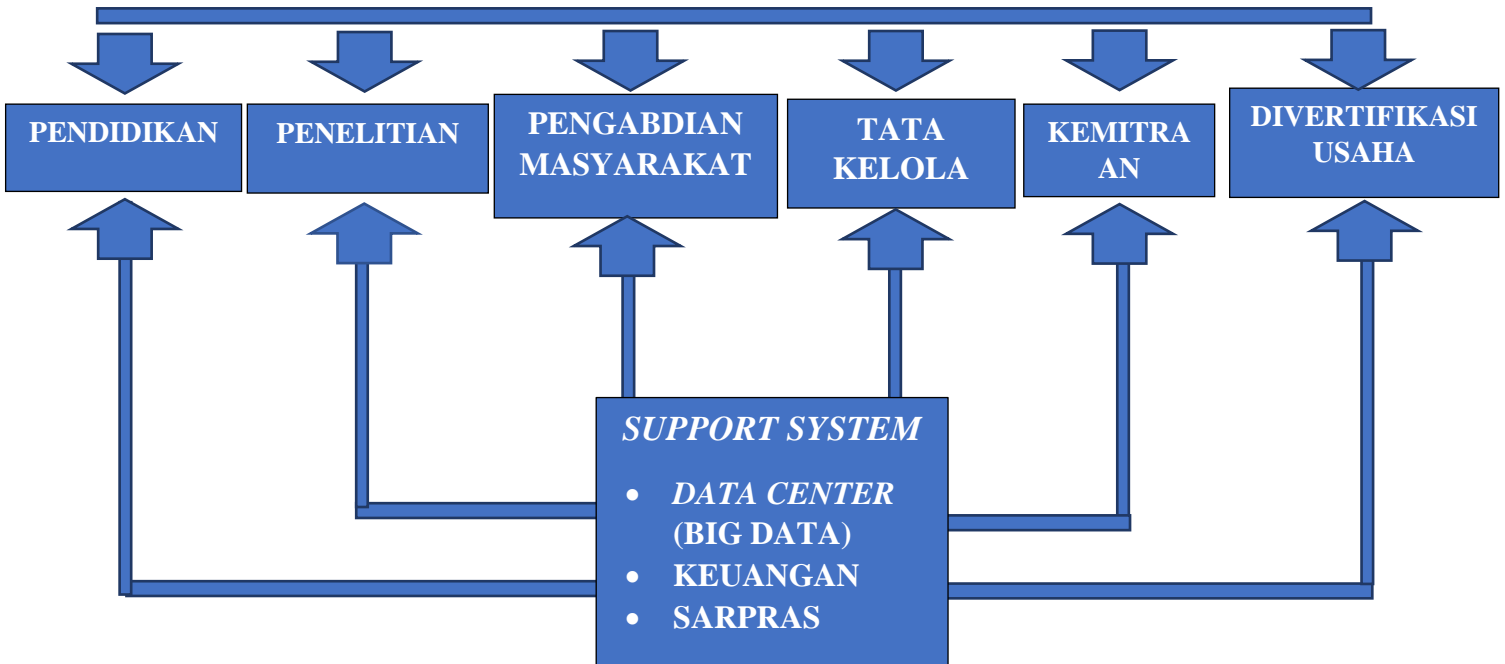 PENDIDIKAN
PENELITIAN
PENGABDIAN
MASYARAKAT
TATA
KELOLA
KEMITRA
AN
DIVERTIFIKASI
USAHA
SUPPORT SYSTEM
• DATA CENTER
(BIG DATA)
• KEUANGAN
• SARPRAS